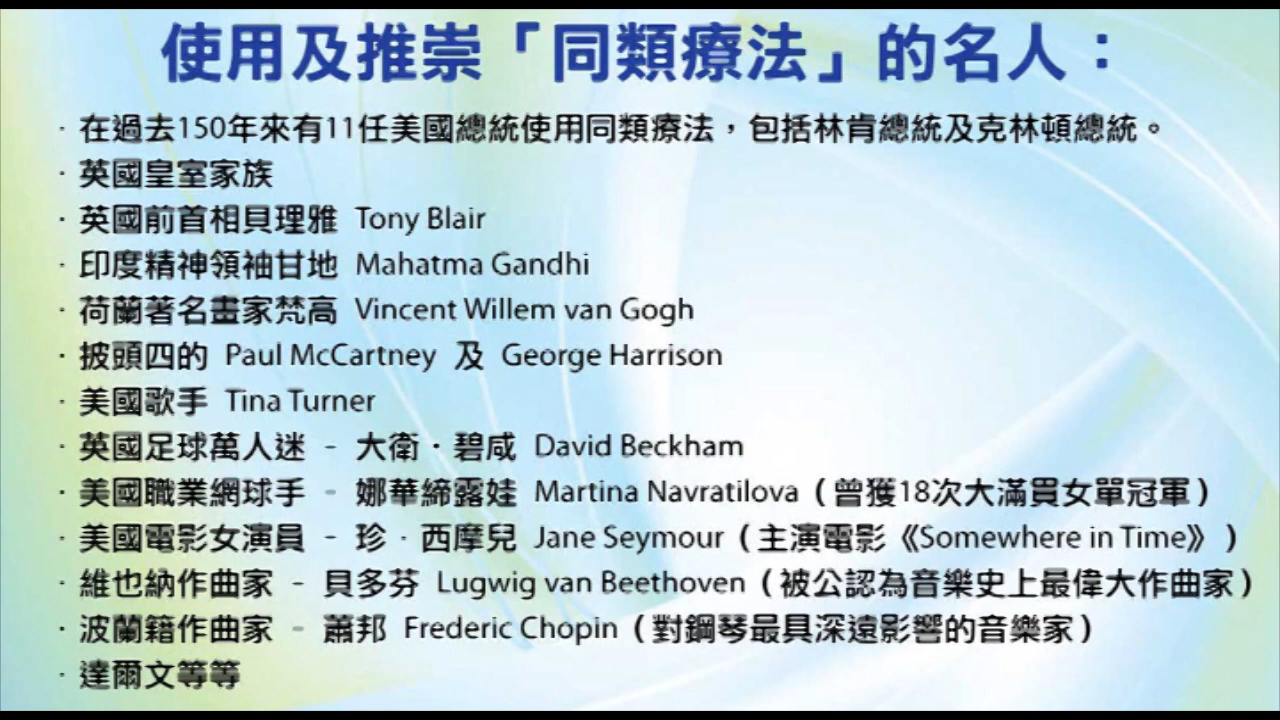 使用及推崇「同類療法」的名人：
· 在過去150年來有11任美國總統使用同類療法，包括林肯總統及克林頓總統。
· 英國皇室家族
· 英國前首相貝理雅 Tony Blair
· 印度精神領袖甘地 Mahatma Gandhi
· 荷蘭著名畫家梵高 Vincent Willem van Gogh
· 披頭四的 Paul McCartney 及 George Harrison
· 美國歌手 Tina Turner
· 英國足球萬人迷 - 大衛·碧咸 David Beckham
· 美國職業網球手 - 娜華締露娃 Martina Navratilova（曾獲18次大滿貫女單冠軍）
· 美國電影女演員 - 珍·西摩兒 Jane Seymour（主演電影《Somewhere in Time》）
· 維也納作曲家 - 貝多芬 Lugwig van Beethoven（被公認為音樂史上最偉大作曲家）
· 波蘭籍作曲家 - 蕭邦 Frederic Chopin（對鋼琴最具深遠影響的音樂家）
· 達爾文等等